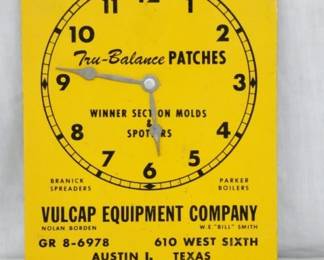 12
11 1
10 2
Tru-Balance PATCHES
9 3
WINNER SECTION MOLDS
&
SPOTTERS
8 4
7 5
6
BRANICK PARKER
SPREADERS BOILERS
VULCAP EQUIPMENT COMPANY
NOLAN BORDEN W.E."BILL" SMITH
GR 8-6978 610 WEST SIXTH
AUSTIN 1, TEXAS